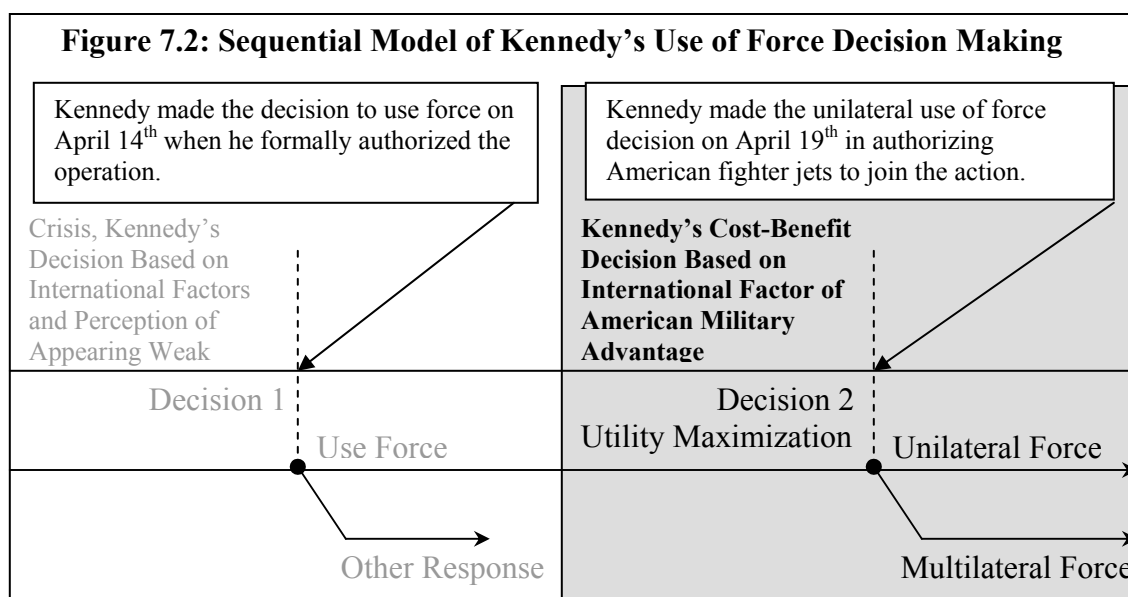 Figure 7.2: Sequential Model of Kennedy’s Use of Force Decision Making
Kennedy made the decision to use force on
April 14th when he formally authorized the
operation.
Kennedy made the unilateral use of force
decision on April 19th in authorizing
American fighter jets to join the action.
Crisis, Kennedy’s
Decision Based on
International Factors
and Perception of
Appearing Weak
Kennedy’s Cost-Benefit
Decision Based on
International Factor of
American Military
Advantage
Decision 1
Use Force
Other Response
Decision 2
Utility Maximization
Unilateral Force
Multilateral Force